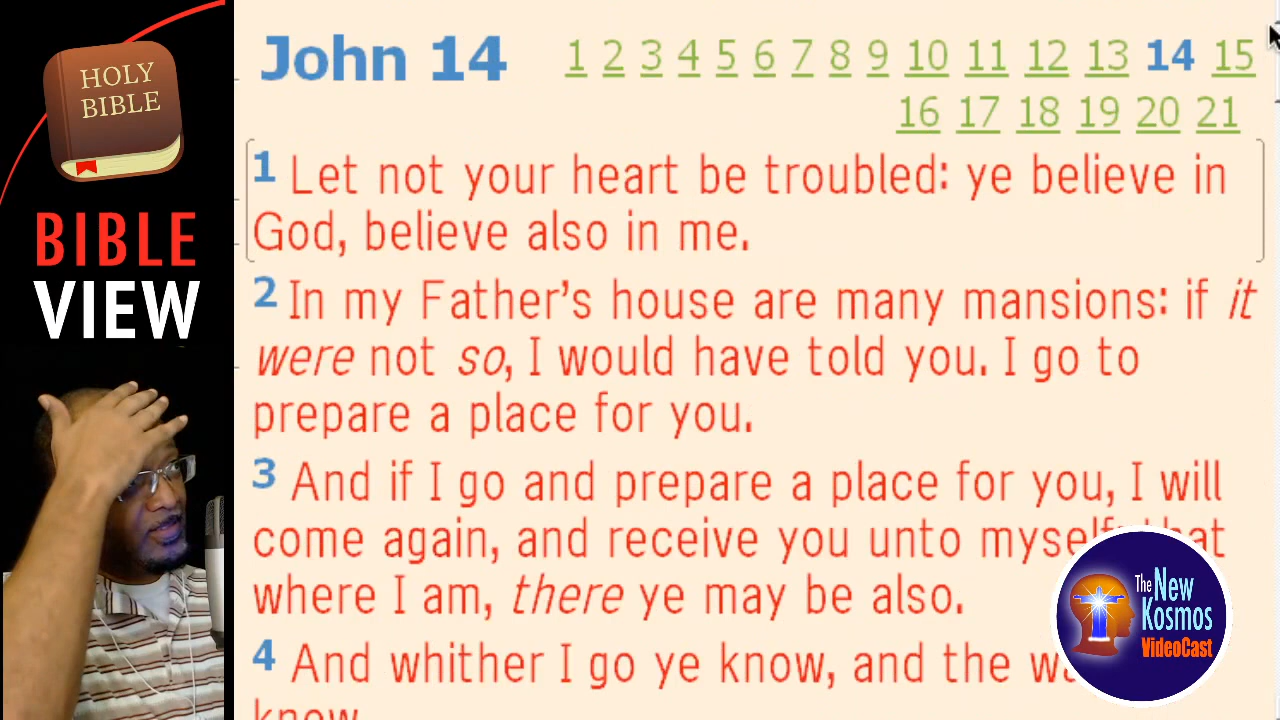 HOLY
BIBLE
BIBLE
VIEW
John 14
1 2 3 4 5 6 7 8 9 10 11 12 13 14 15
16 17 18 19 20 21
1 Let not your heart be troubled: ye believe in
God, believe also in me.
2 In my Father's house are many mansions: if it
were not so, I would have told you. I go to
prepare a place for you.
3 And if I go and prepare a place for you, I will
come again, and receive you unto myself; that
where I am, there ye may be also.
4 And whither I go ye know, and the
know.
The New
Kosmos
VideoCast